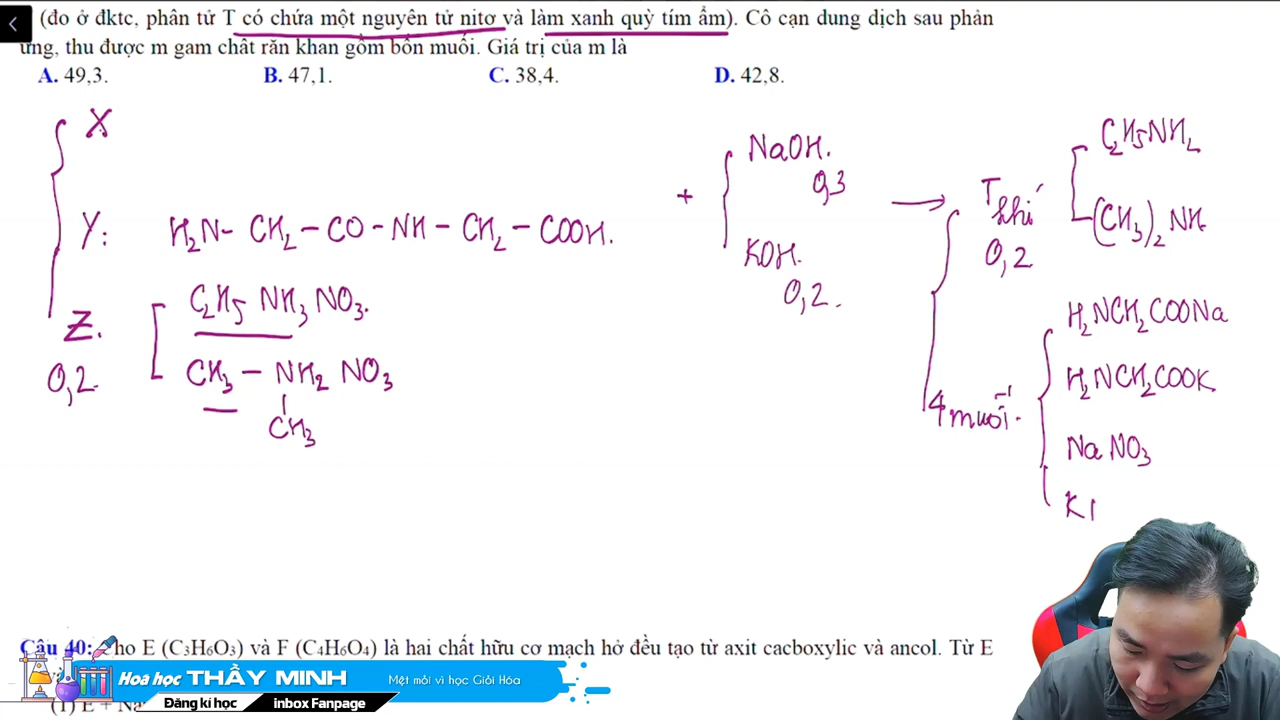 (đo ở đktc, phân tử T có chứa một nguyên tử nitơ và làm xanh quỳ tím ẩm). Cô cạn dung dịch sau phản
ứng, thu được m gam chất rắn khan gồm bốn muối. Giá trị của m là
A. 49,3. B. 47,1. C. 38,4. D. 42,8.
X
Y: H2N- CH2 - CO - NH - CH2 - COOH.
Z. 0,2.
C2H5 NH3 NO3.
CH3 - NH2 NO3
CH3
+
NaOH.
0,3
KOH.
0,2.
T khí
0,2
C2H5NH2
(CH3)2 NH
4 muối.
H2NCH2COONa
H2NCH2COOK
NaNO3
Câu 40: Cho E (C3H6O3) và F (C4H6O4) là hai chất hữu cơ mạch hở đều tạo từ axit cacboxylic và ancol. Từ E
(1) E + Na
Hoá học THẦY MINH
Mệt mỏi vì học Giỏi Hóa
Đăng kí học
inbox Fanpage